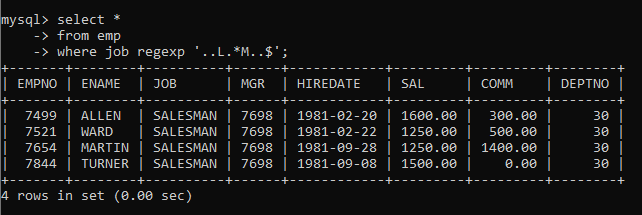 mysql> select *
    -> from emp
    -> where job regexp '..L.*M..$';
+-------+--------+----------+------+------------+---------+---------+--------+
| EMPNO | ENAME  | JOB      | MGR  | HIREDATE   | SAL     | COMM    | DEPTNO |
+-------+--------+----------+------+------------+---------+---------+--------+
|  7499 | ALLEN  | SALESMAN | 7698 | 1981-02-20 | 1600.00 |  300.00 |     30 |
|  7521 | WARD   | SALESMAN | 7698 | 1981-02-22 | 1250.00 |  500.00 |     30 |
|  7654 | MARTIN | SALESMAN | 7698 | 1981-09-28 | 1250.00 | 1400.00 |     30 |
|  7844 | TURNER | SALESMAN | 7698 | 1981-09-08 | 1500.00 |    0.00 |     30 |
+-------+--------+----------+------+------------+---------+---------+--------+
4 rows in set (0.00 sec)